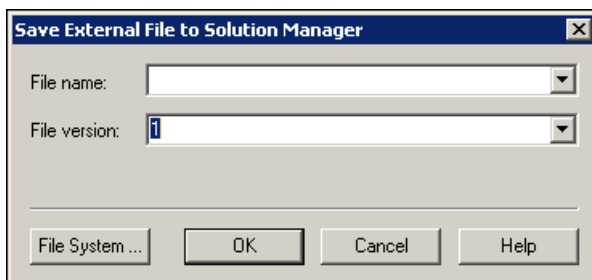 Save External File to Solution Manager
File name:
File version: 1
File System ... OK Cancel Help